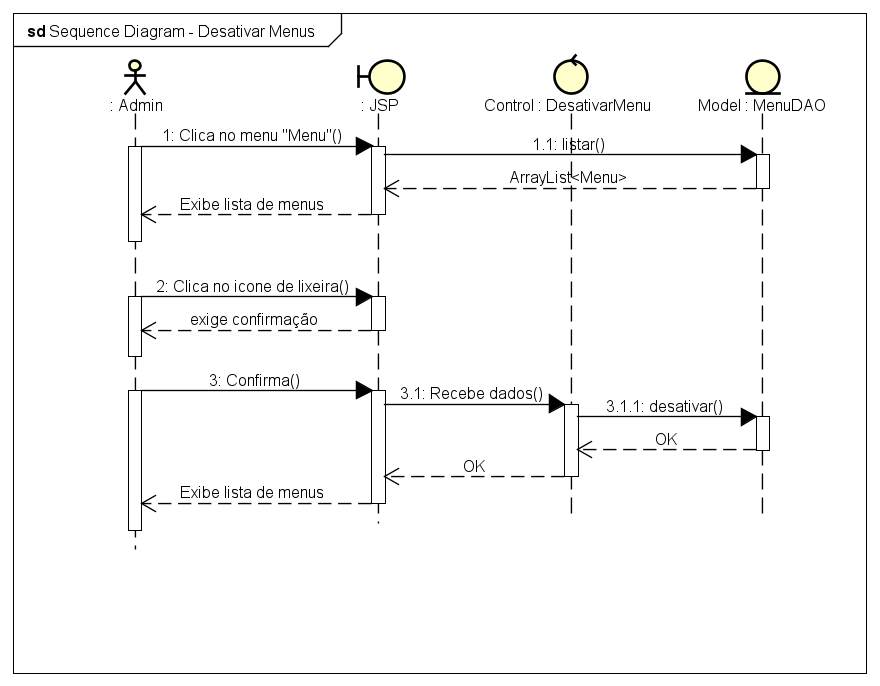 sd Sequence Diagram - Desativar Menus
: Admin
: JSP
Control : DesativarMenu
Model : MenuDAO
1: Clica no menu "Menu"()
1.1: listar()
ArrayList<Menu>
Exibe lista de menus
2: Clica no icone de lixeira()
exige confirmação
3: Confirma()
3.1: Recebe dados()
3.1.1: desativar()
OK
OK
Exibe lista de menus